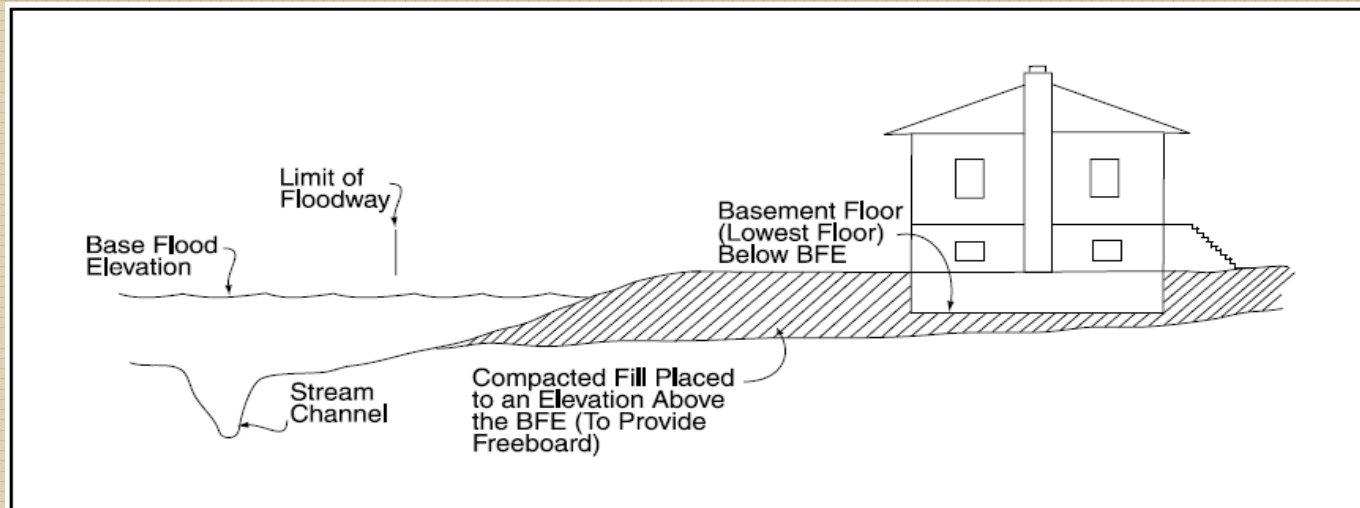 Limit of
Floodway
Base Flood
Elevation
Basement Floor
(Lowest Floor)
Below BFE
Stream
Channel
Compacted Fill Placed
to an Elevation Above
the BFE (To Provide
Freeboard)